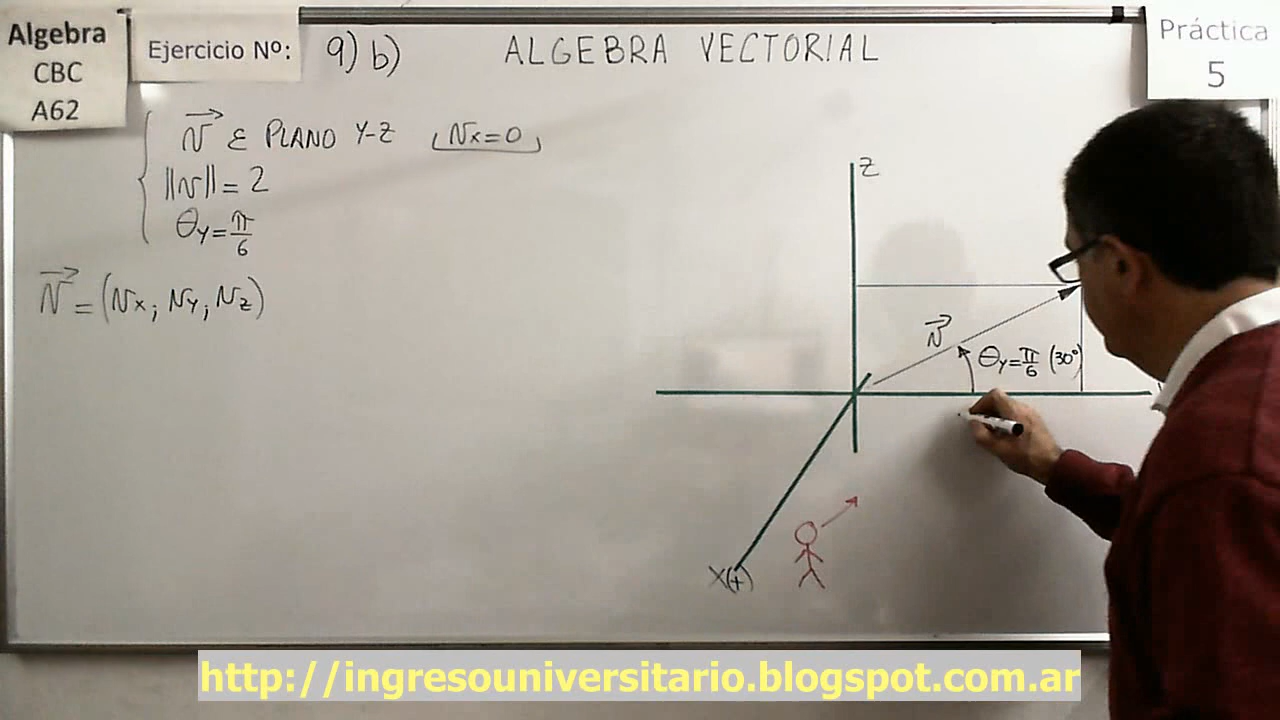 Algebra
CBC
A62
Ejercicio Nº: 9) b)
ALGEBRA VECTORIAL
Práctica
5
N ε PLANO Y-Z Nx=0
||N|| = 2
θY = π/6
N = (Nx; NY; Nz)
Z
N
θY = π/6 (30°)
X(+)
http://ingresouniversitario.blogspot.com.ar